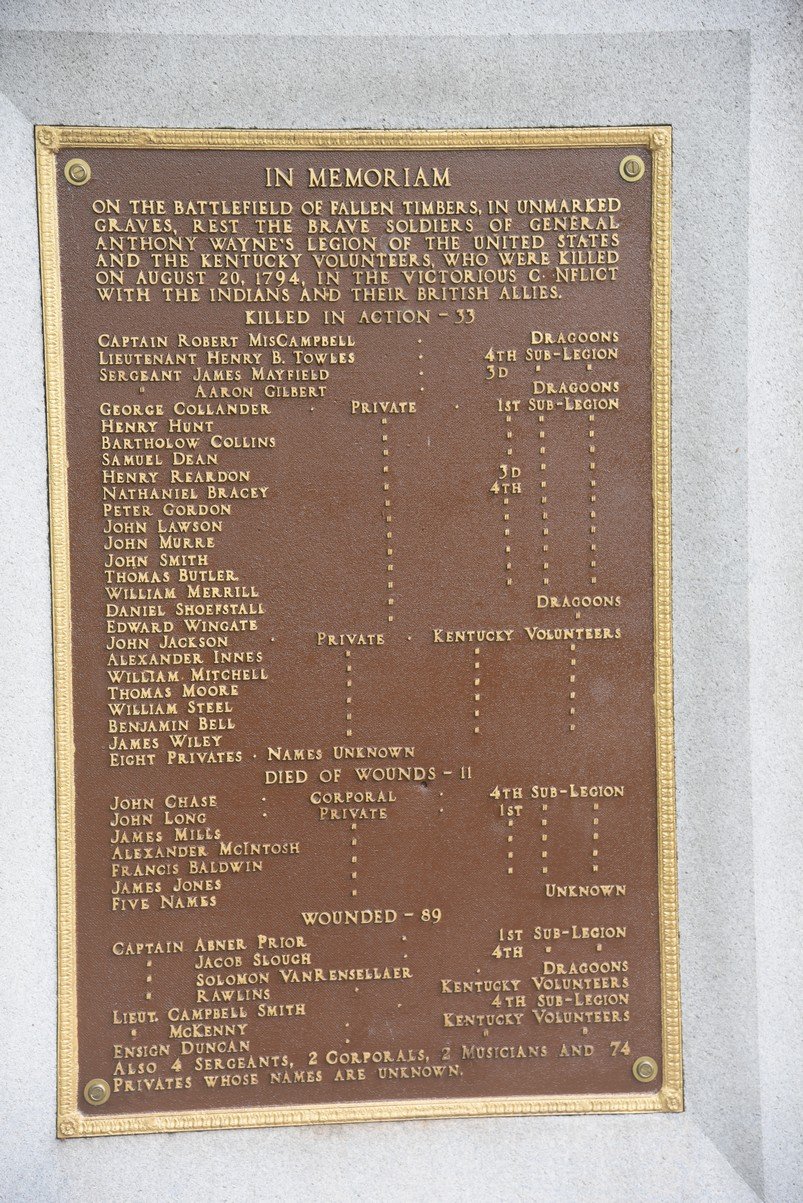 IN MEMORIAM
ON THE BATTLEFIELD OF FALLEN TIMBERS, IN UNMARKED
GRAVES, REST THE BRAVE SOLDIERS OF GENERAL
ANTHONY WAYNE'S LEGION OF THE UNITED STATES
AND THE KENTUCKY VOLUNTEERS, WHO WERE KILLED
ON AUGUST 20, 1794, IN THE VICTORIOUS C NFLICT
WITH THE INDIANS AND THEIR BRITISH ALLIES.
KILLED IN ACTION - 33
CAPTAIN ROBERT MISCAMPBELL · DRAGOONS
LIEUTENANT HENRY B. TOWLES · 4TH SUB-LEGION
SERGEANT JAMES MAYFIELD · 3D " "
" AARON GILBERT · DRAGOONS
GEORGE COLLANDER · PRIVATE · 1ST SUB-LEGION
HENRY HUNT " " " "
BARTHOLOW COLLINS " " " "
SAMUEL DEAN " " " "
HENRY REARDON " 3D " "
NATHANIEL BRACEY " 4TH " "
PETER GORDON " " " "
JOHN LAWSON " " " "
JOHN MURRE " " " "
JOHN SMITH " " " "
THOMAS BUTLER " " " "
WILLIAM MERRILL " " " "
DANIEL SHOEFSTALL " DRAGOONS
EDWARD WINGATE " "
JOHN JACKSON · PRIVATE · KENTUCKY VOLUNTEERS
ALEXANDER INNES " " "
WILLIAM MITCHELL " " "
THOMAS MOORE " " "
WILLIAM STEEL " " "
BENJAMIN BELL " " "
JAMES WILEY " " "
EIGHT PRIVATES · NAMES UNKNOWN
DIED OF WOUNDS - 11
JOHN CHASE · CORPORAL · 4TH SUB-LEGION
JOHN LONG · PRIVATE · 1ST " "
JAMES MILLS " " " "
ALEXANDER MCINTOSH " " " "
FRANCIS BALDWIN " " " "
JAMES JONES " " " "
FIVE NAMES " UNKNOWN
WOUNDED - 89
CAPTAIN ABNER PRIOR · 1ST SUB-LEGION
" JACOB SLOUGH · 4TH " "
" SOLOMON VANRENSELLAER · DRAGOONS
" RAWLINS · KENTUCKY VOLUNTEERS
LIEUT. CAMPBELL SMITH · 4TH SUB-LEGION
" MCKENNY · KENTUCKY VOLUNTEERS
ENSIGN DUNCAN · " "
ALSO 4 SERGEANTS, 2 CORPORALS, 2 MUSICIANS AND 74
PRIVATES WHOSE NAMES ARE UNKNOWN.